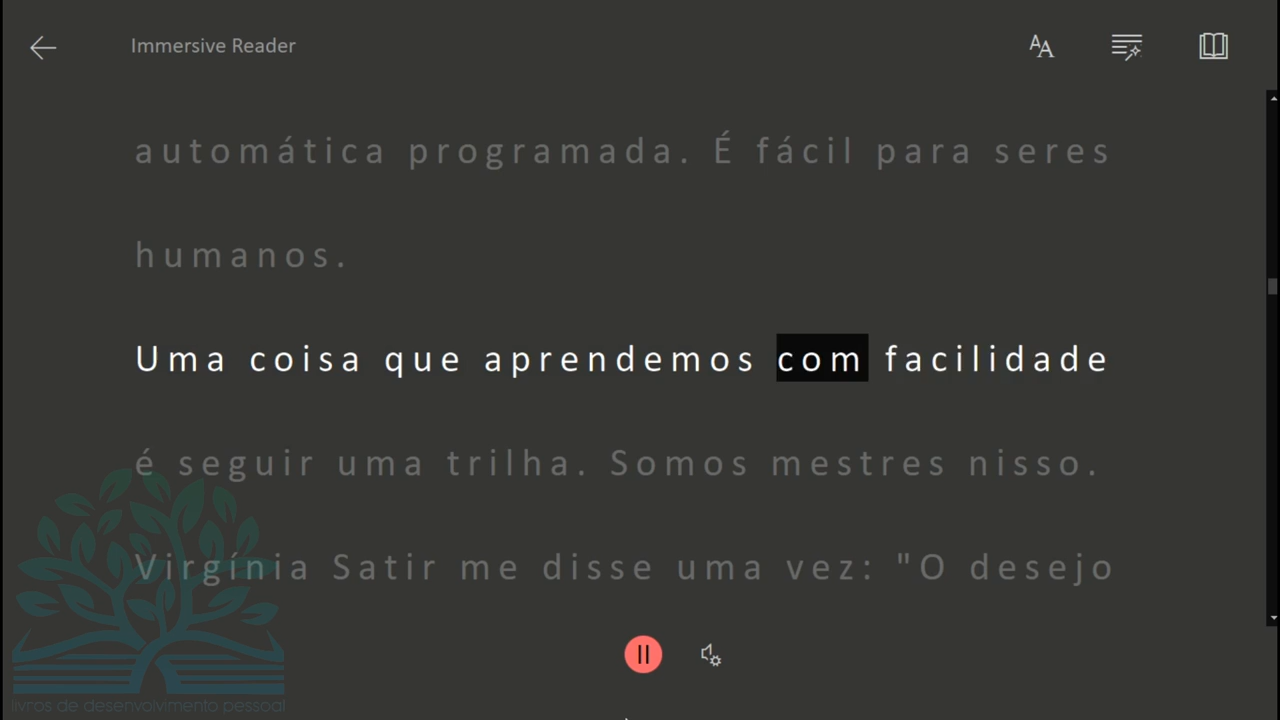 Immersive Reader
automática programada. É fácil para seres
humanos.
Uma coisa que aprendemos com facilidade
é seguir uma trilha. Somos mestres nisso.
Virgínia Satir me disse uma vez: "O desejo
livros de desenvolvimento pessoal